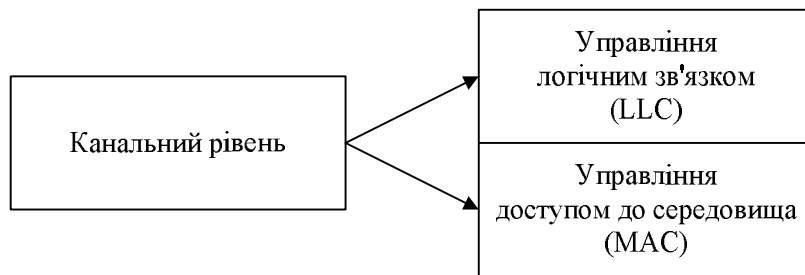 Канальний рівень
Управління
логічним зв'язком
(LLC)
Управління
доступом до середовища
(MAC)